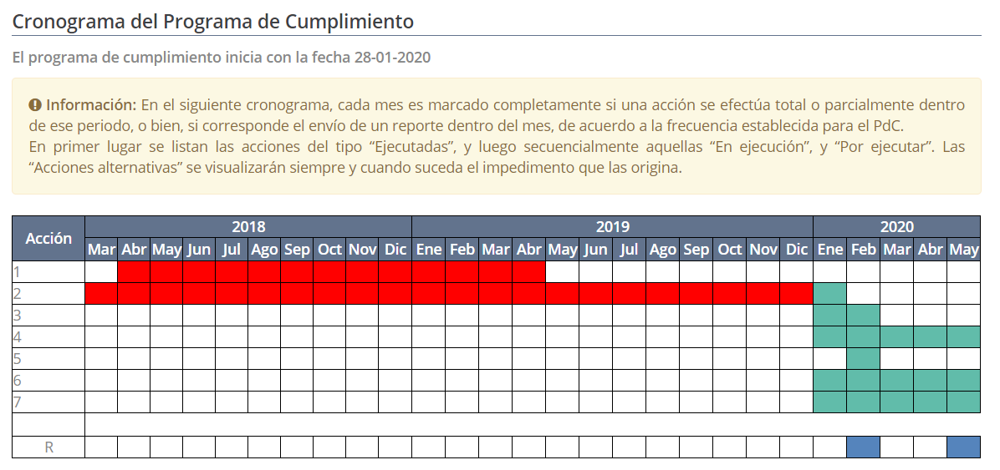 Cronograma del Programa de Cumplimiento
El programa de cumplimiento inicia con la fecha 28-01-2020
Información: En el siguiente cronograma, cada mes es marcado completamente si una acción se efectúa total o parcialmente dentro
de ese periodo, o bien, si corresponde el envío de un reporte dentro del mes, de acuerdo a la frecuencia establecida para el PdC.
En primer lugar se listan las acciones del tipo “Ejecutadas”, y luego secuencialmente aquellas “En ejecución”, y “Por ejecutar”. Las
“Acciones alternativas” se visualizarán siempre y cuando suceda el impedimento que las origina.
Acción 2018 2019 2020
Mar Abr May Jun Jul Ago Sep Oct Nov Dic Ene Feb Mar Abr May Jun Jul Ago Sep Oct Nov Dic Ene Feb Mar Abr May
1
2
3
4
5
6
7
R